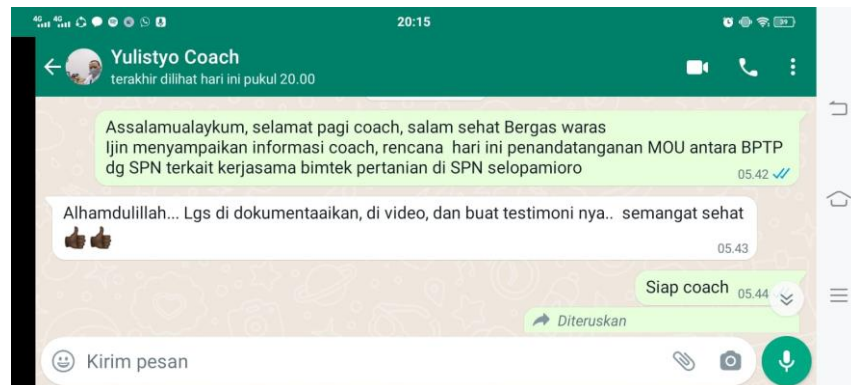 4G 4G
20:15
Yulistyo Coach
terakhir dilihat hari ini pukul 20.00
Assalamualaykum, selamat pagi coach, salam sehat Bergas waras
Ijin menyampaikan informasi coach, rencana hari ini penandatanganan MOU antara BPTP
dg SPN terkait kerjasama bimtek pertanian di SPN selopamioro
05.42
Alhamdulillah... Lgs di dokumentaaikan, di video, dan buat testimoni nya.. semangat sehat
05.43
Siap coach 05.44
Diteruskan
Kirim pesan